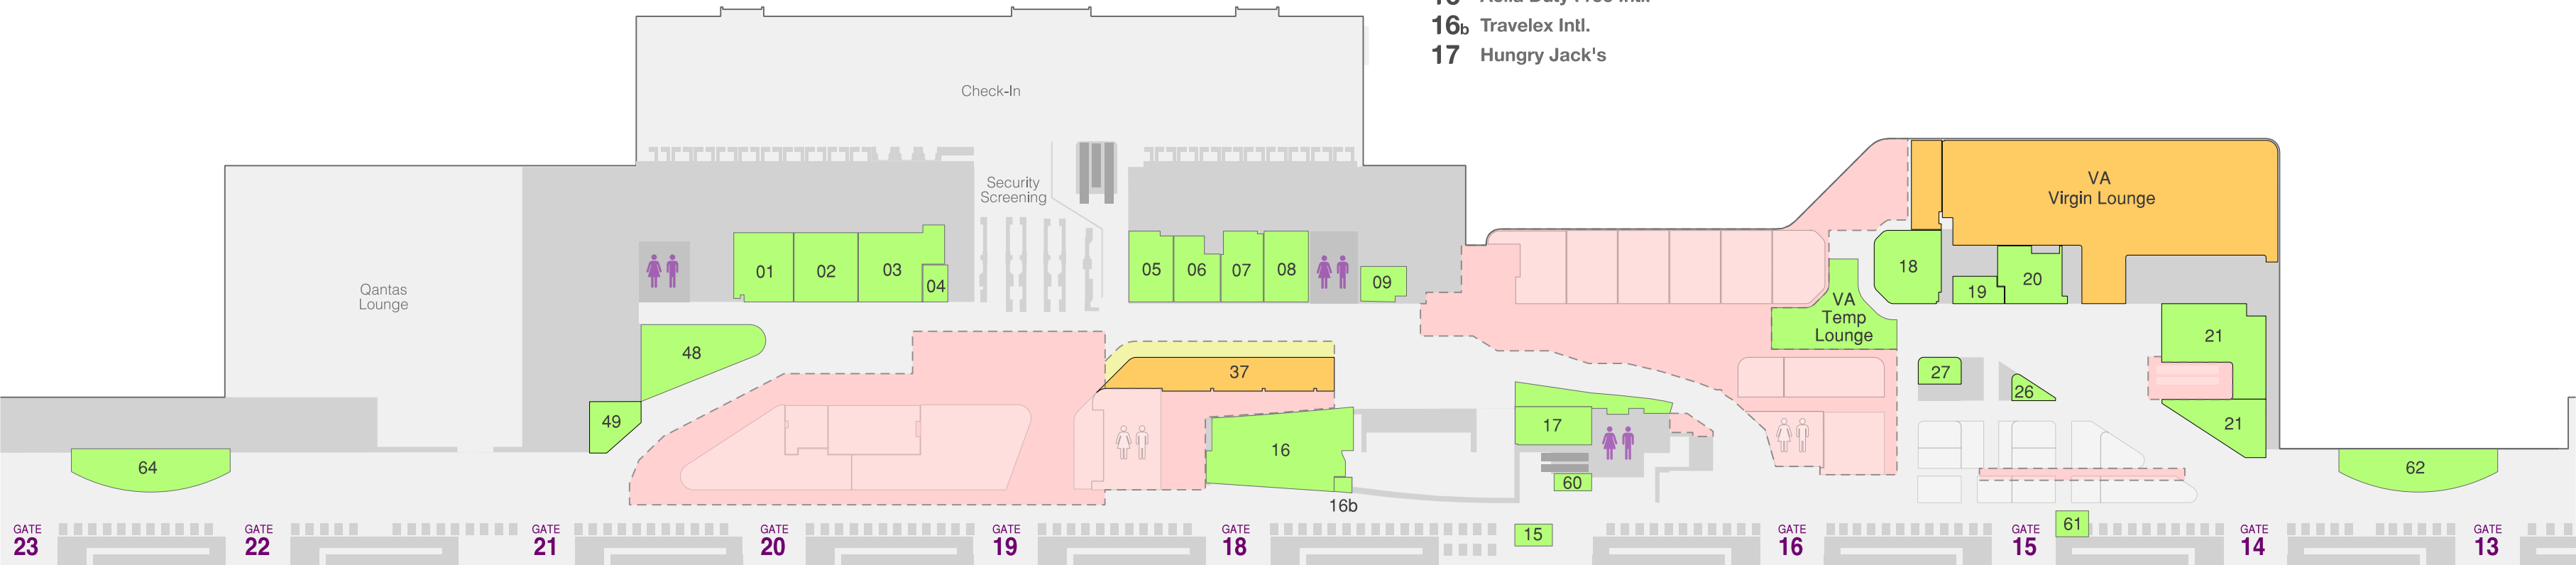 16b Travelex Intl.
17 Hungry Jack's
Check-In
Security
Screening
Qantas
Lounge
VA
Virgin Lounge
VA
Temp
Lounge
01
02
03
04
05
06
07
08
09
18
19
20
21
21
48
37
27
26
49
16
17
16b
60
64
62
15
61
GATE
23
GATE
22
GATE
21
GATE
20
GATE
19
GATE
18
GATE
16
GATE
15
GATE
14
GATE
13